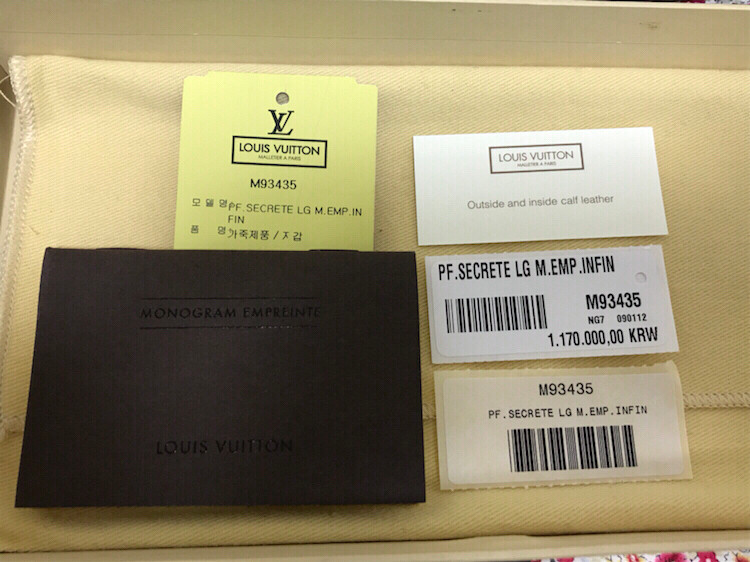 LV
LOUIS VUITTON
MALLETIER A PARIS
M93435
모 델 명 PF.SECRETE LG M.EMP.IN
FIN
품 명 가죽제품/지갑
MONOGRAM EMPREINTE
LOUIS VUITTON
LOUIS VUITTON
MALLETIER A PARIS
Outside and inside calf leather
PF.SECRETE LG M.EMP.INFIN
M93435
NG7 090112
1.170.000,00 KRW
M93435
PF.SECRETE LG M.EMP.INFIN